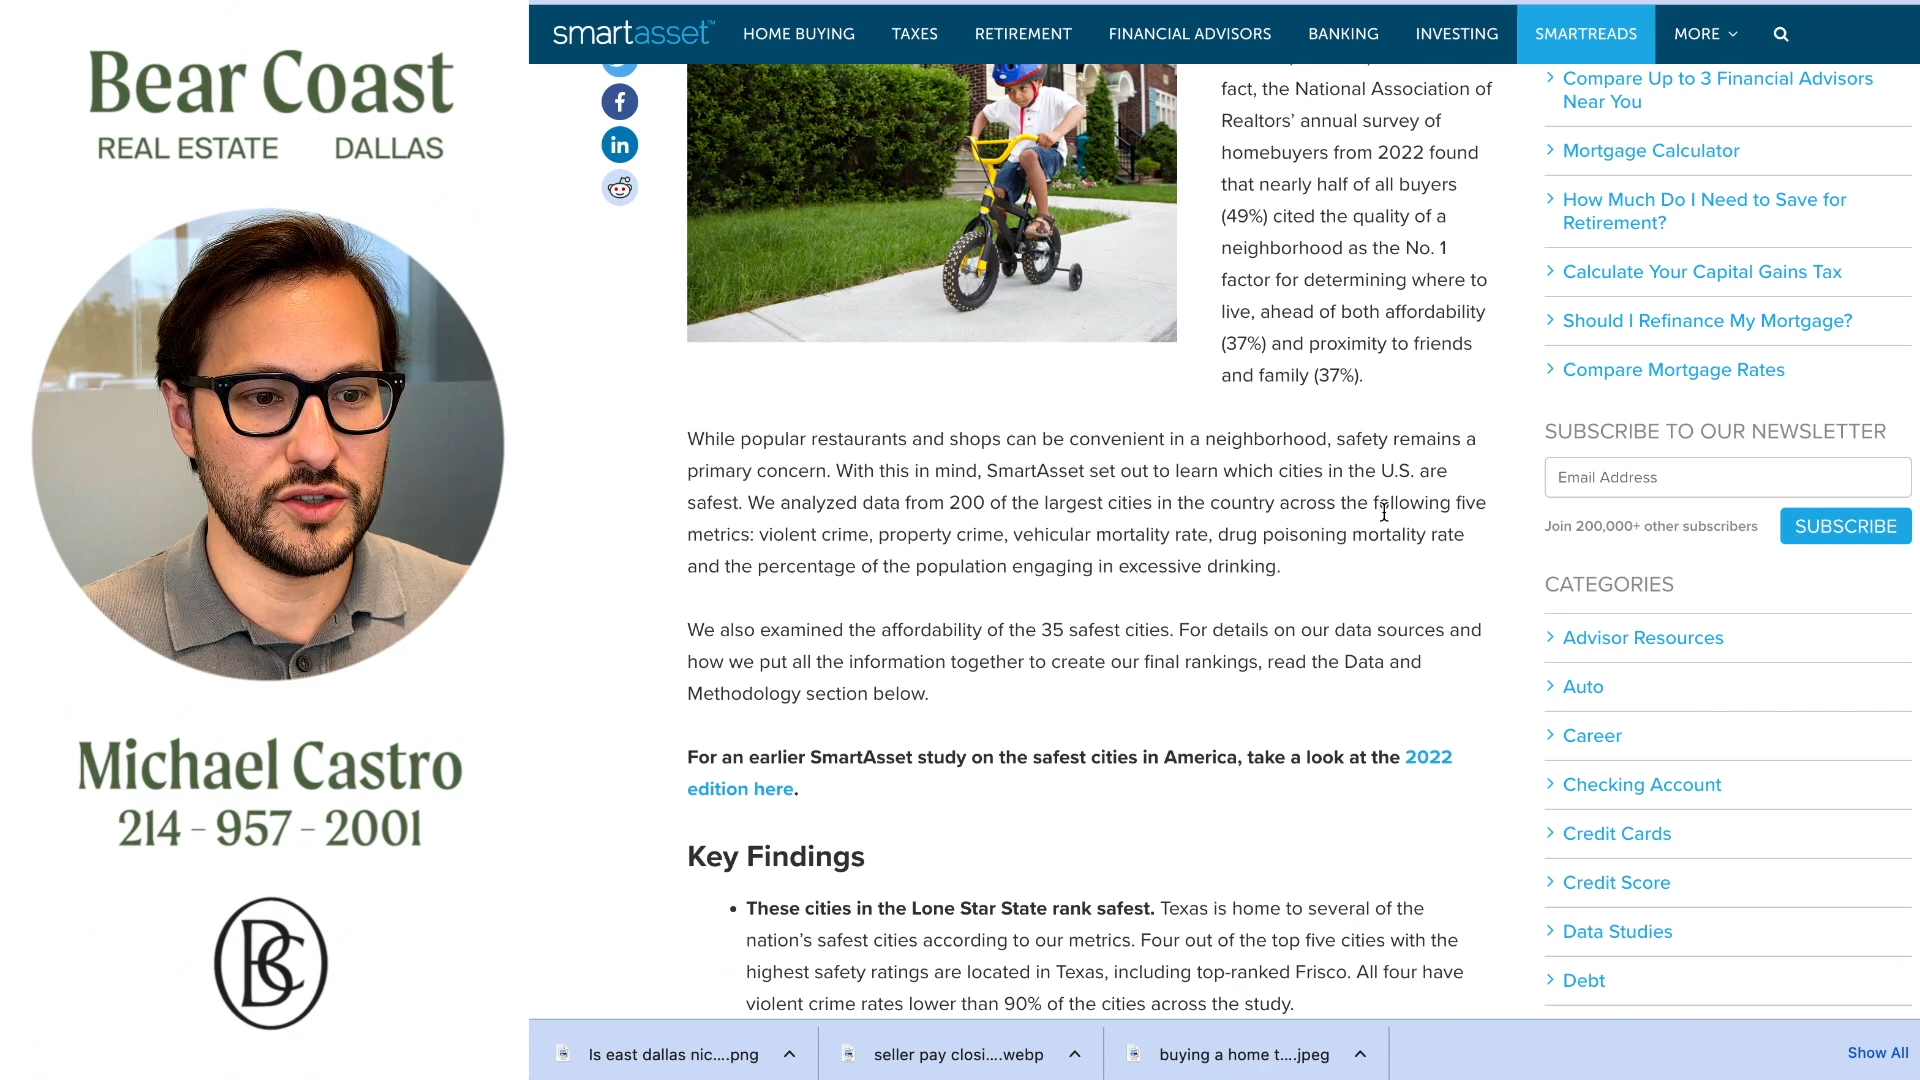 Bear Coast
REAL ESTATE DALLAS
Michael Castro
214 - 957 - 2001
BC
smartasset™
HOME BUYING TAXES RETIREMENT FINANCIAL ADVISORS BANKING INVESTING SMARTREADS MORE
fact, the National Association of
Realtors’ annual survey of
homebuyers from 2022 found
that nearly half of all buyers
(49%) cited the quality of a
neighborhood as the No. 1
factor for determining where to
live, ahead of both affordability
(37%) and proximity to friends
and family (37%).
While popular restaurants and shops can be convenient in a neighborhood, safety remains a
primary concern. With this in mind, SmartAsset set out to learn which cities in the U.S. are
safest. We analyzed data from 200 of the largest cities in the country across the following five
metrics: violent crime, property crime, vehicular mortality rate, drug poisoning mortality rate
and the percentage of the population engaging in excessive drinking.
We also examined the affordability of the 35 safest cities. For details on our data sources and
how we put all the information together to create our final rankings, read the Data and
Methodology section below.
For an earlier SmartAsset study on the safest cities in America, take a look at the 2022
edition here.
Key Findings
• These cities in the Lone Star State rank safest. Texas is home to several of the
nation’s safest cities according to our metrics. Four out of the top five cities with the
highest safety ratings are located in Texas, including top-ranked Frisco. All four have
violent crime rates lower than 90% of the cities across the study.
Compare Up to 3 Financial Advisors
Near You
Mortgage Calculator
How Much Do I Need to Save for
Retirement?
Calculate Your Capital Gains Tax
Should I Refinance My Mortgage?
Compare Mortgage Rates
SUBSCRIBE TO OUR NEWSLETTER
Email Address
Join 200,000+ other subscribers SUBSCRIBE
CATEGORIES
Advisor Resources
Auto
Career
Checking Account
Credit Cards
Credit Score
Data Studies
Debt
Is east dallas nic....png seller pay closi....webp buying a home t....jpeg Show All